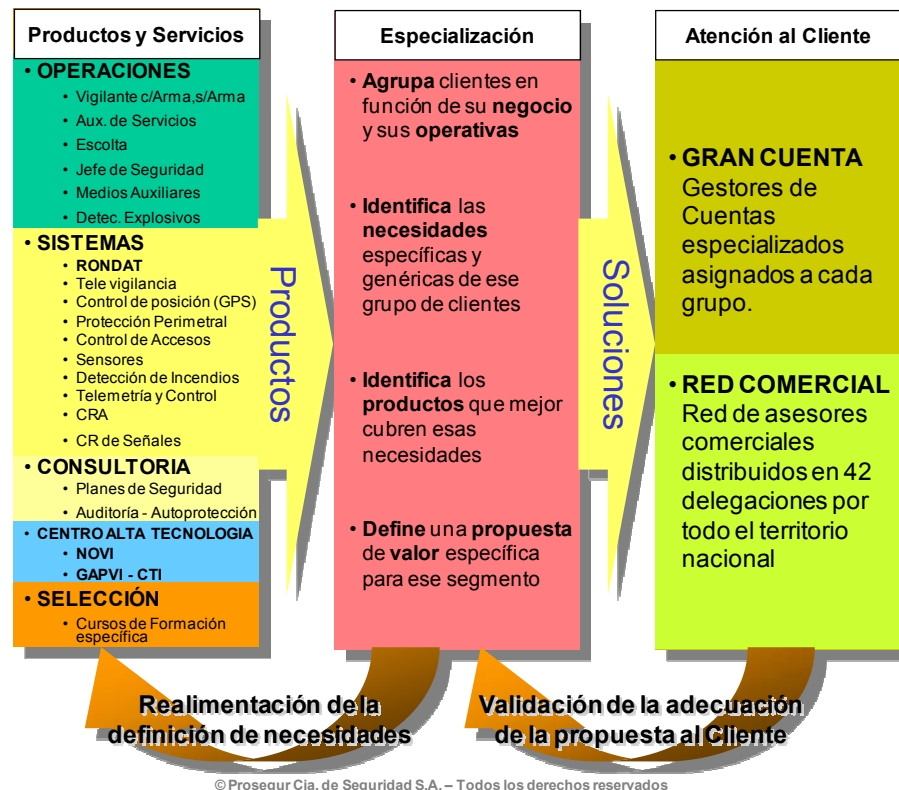 Productos y Servicios
• OPERACIONES
• Vigilante c/Arma,s/Arma
• Aux. de Servicios
• Escolta
• Jefe de Seguridad
• Medios Auxiliares
• Detec. Explosivos
• SISTEMAS
• RONDAT
• Tele vigilancia
• Control de posición (GPS)
• Protección Perimetral
• Control de Accesos
• Sensores
• Detección de Incendios
• Telemetría y Control
• CRA
• CR de Señales
• CONSULTORIA
• Planes de Seguridad
• Auditoría - Autoprotección
• CENTRO ALTA TECNOLOGIA
• NOVI
• GAPVI - CTI
• SELECCIÓN
• Cursos de Formación
específica
Productos
Especialización
• Agrupa clientes en
función de su negocio
y sus operativas
• Identifica las
necesidades
específicas y
genéricas de ese
grupo de clientes
• Identifica los
productos que mejor
cubren esas
necesidades
• Define una propuesta
de valor específica
para ese segmento
Soluciones
Atención al Cliente
• GRAN CUENTA
Gestores de
Cuentas
especializados
asignados a cada
grupo.
• RED COMERCIAL
Red de asesores
comerciales
distribuidos en 42
delegaciones por
todo el territorio
nacional
Realimentación de la
definición de necesidades
Validación de la adecuación
de la propuesta al Cliente
© Prosegur Cia. de Seguridad S.A. – Todos los derechos reservados